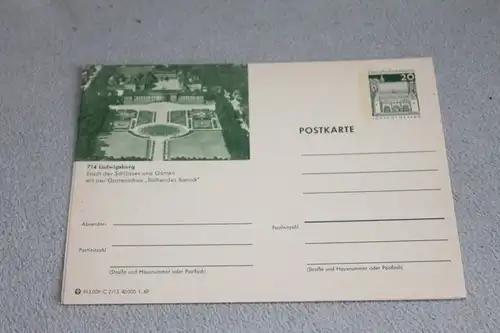 20
POSTKARTE
714 Ludwigsburg
Stadt der Schlösser und Gärten
mit der Gartenschau „Blühendes Barock"
Absender:
Postleitzahl
Postleitzahl
(Straße und Hausnummer oder Postfach)
(Straße und Hausnummer oder Postfach)